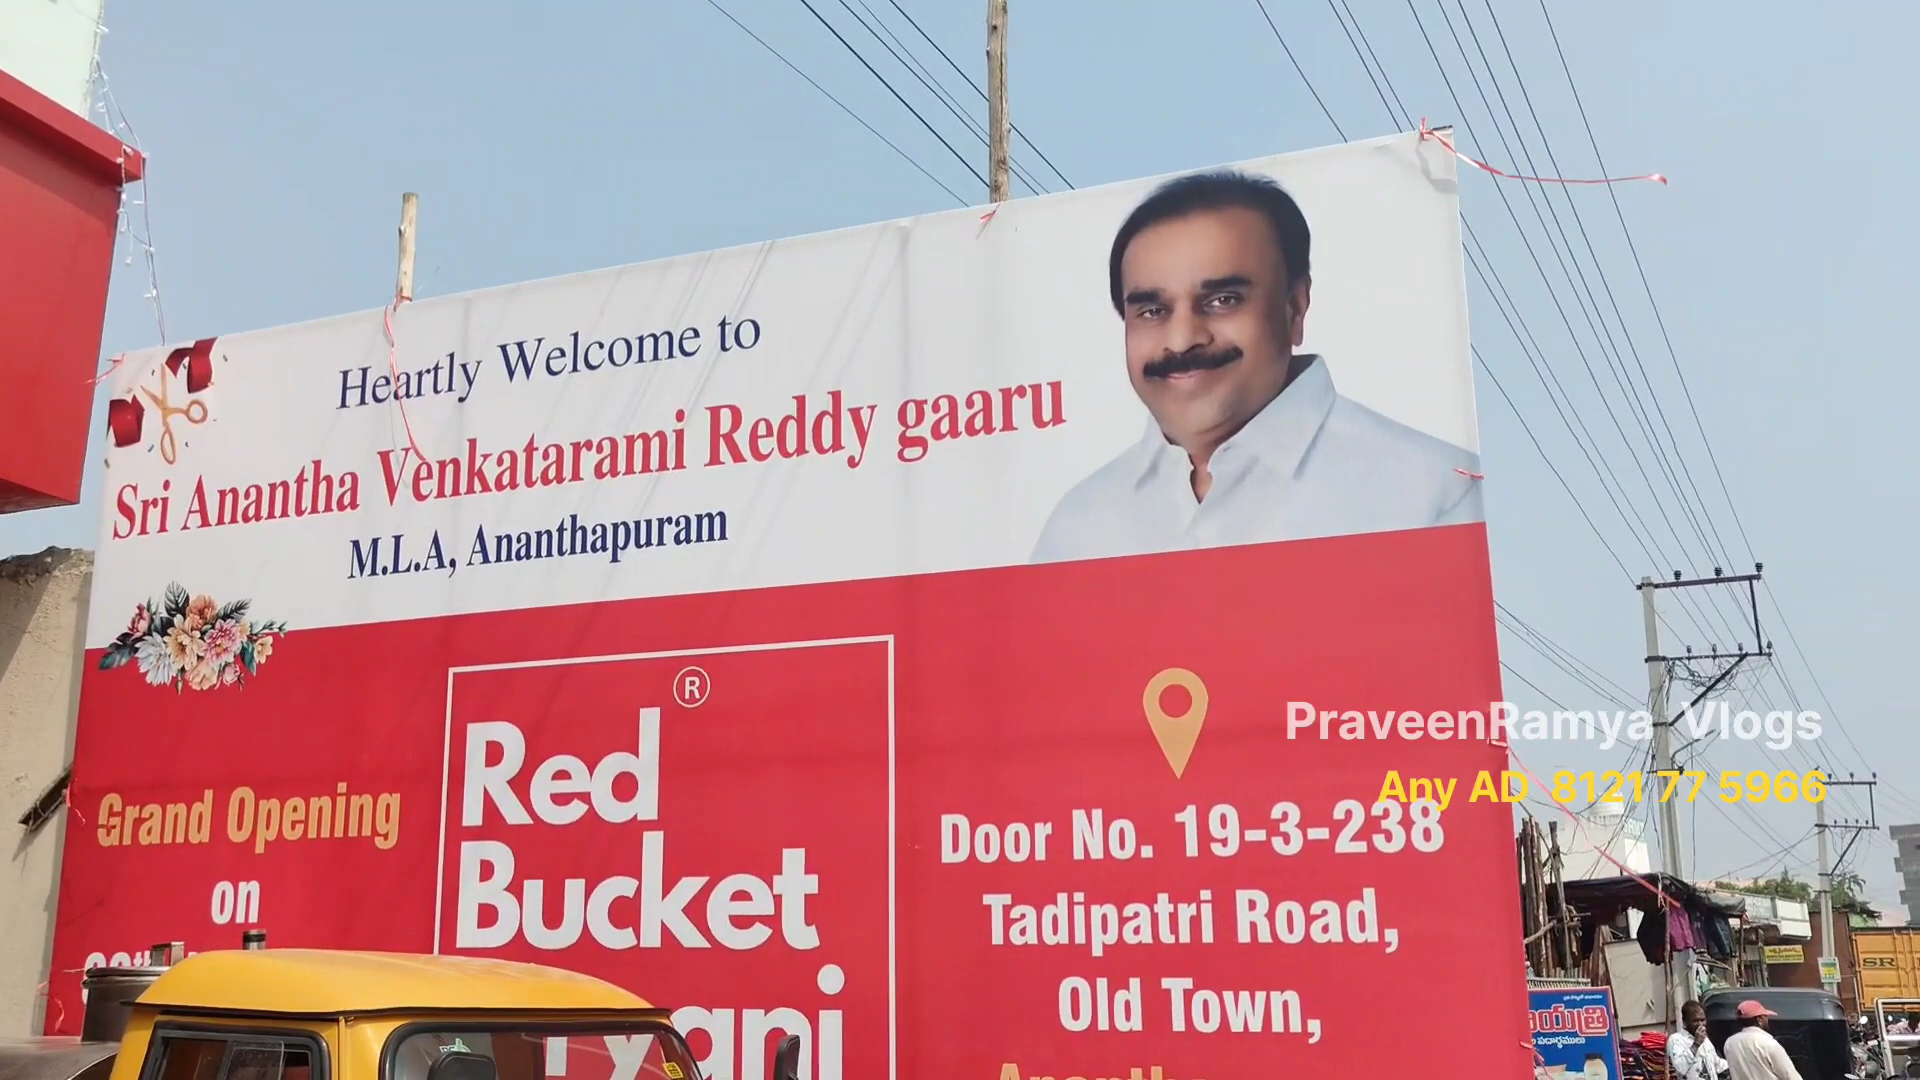 Heartly Welcome to
Sri Anantha Venkatarami Reddy gaaru
M.L.A, Ananthapuram
Grand Opening
on
®
Red
Bucket
Door No. 19-3-238
Tadipatri Road,
Old Town,
PraveenRamya Vlogs
Any AD 8121 77 5966
SR